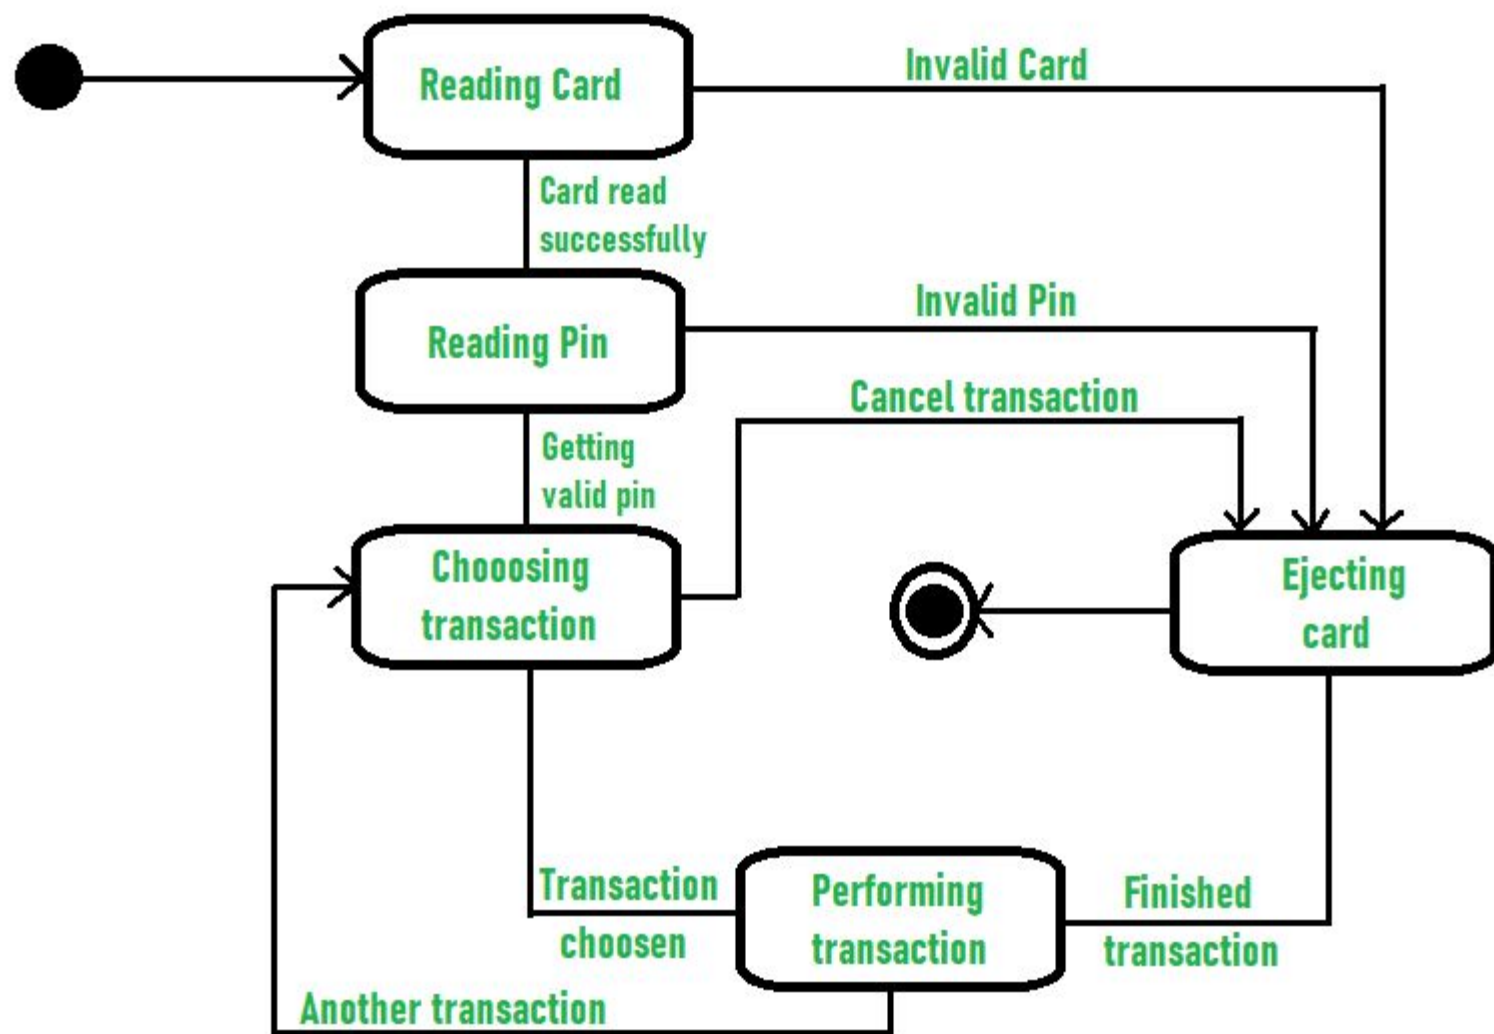 Reading Card
Invalid Card
Card read
successfully
Reading Pin
Invalid Pin
Cancel transaction
Getting
valid pin
Chooosing
transaction
Ejecting
card
Transaction
choosen
Performing
transaction
Finished
transaction
Another transaction